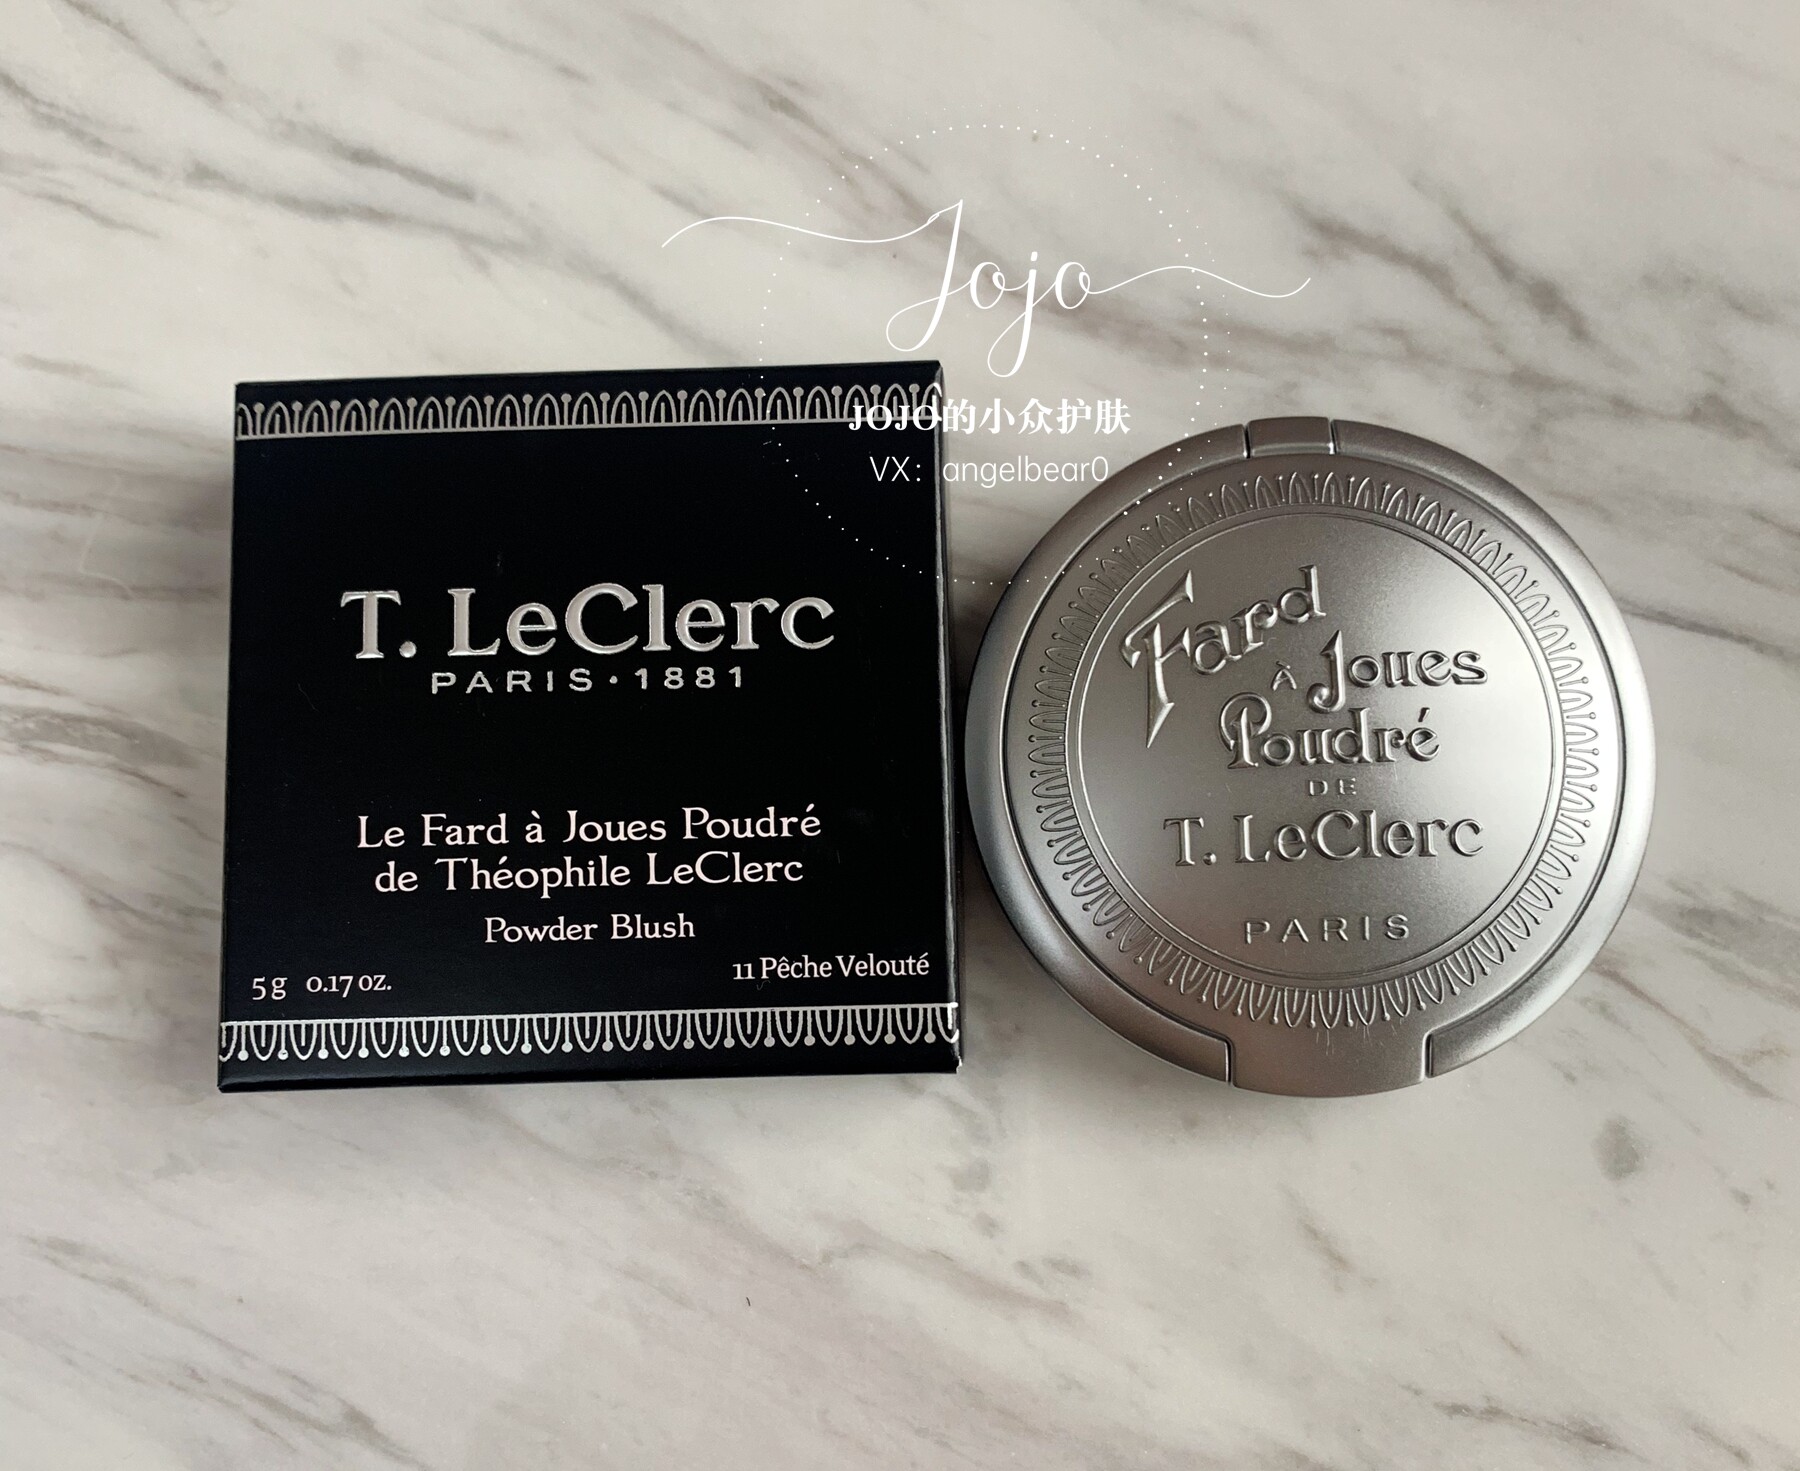 Jojo
JOJO的小众护肤
VX: angelbear0
T. LeClerc
PARIS·1881
Le Fard à Joues Poudré
de Théophile LeClerc
Powder Blush
5g 0.17 oz.
11 Pêche Velouté
Fard
À Joues
Poudré
DE
T. LeClerc
PARIS